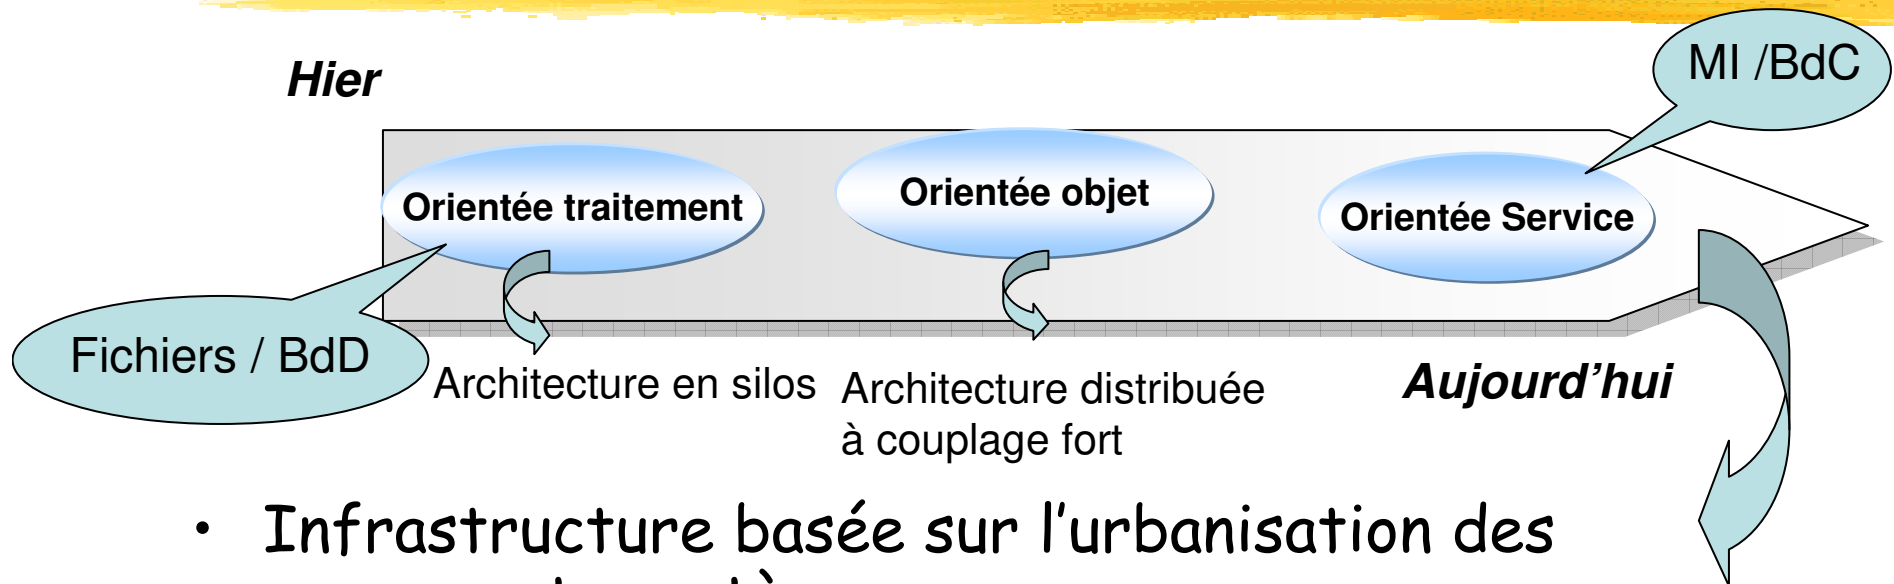 Hier
MI /BdC
Orientée traitement
Orientée objet
Orientée Service
Fichiers / BdD
Architecture en silos
Architecture distribuée
à couplage fort
Aujourd’hui
• Infrastructure basée sur l’urbanisation des